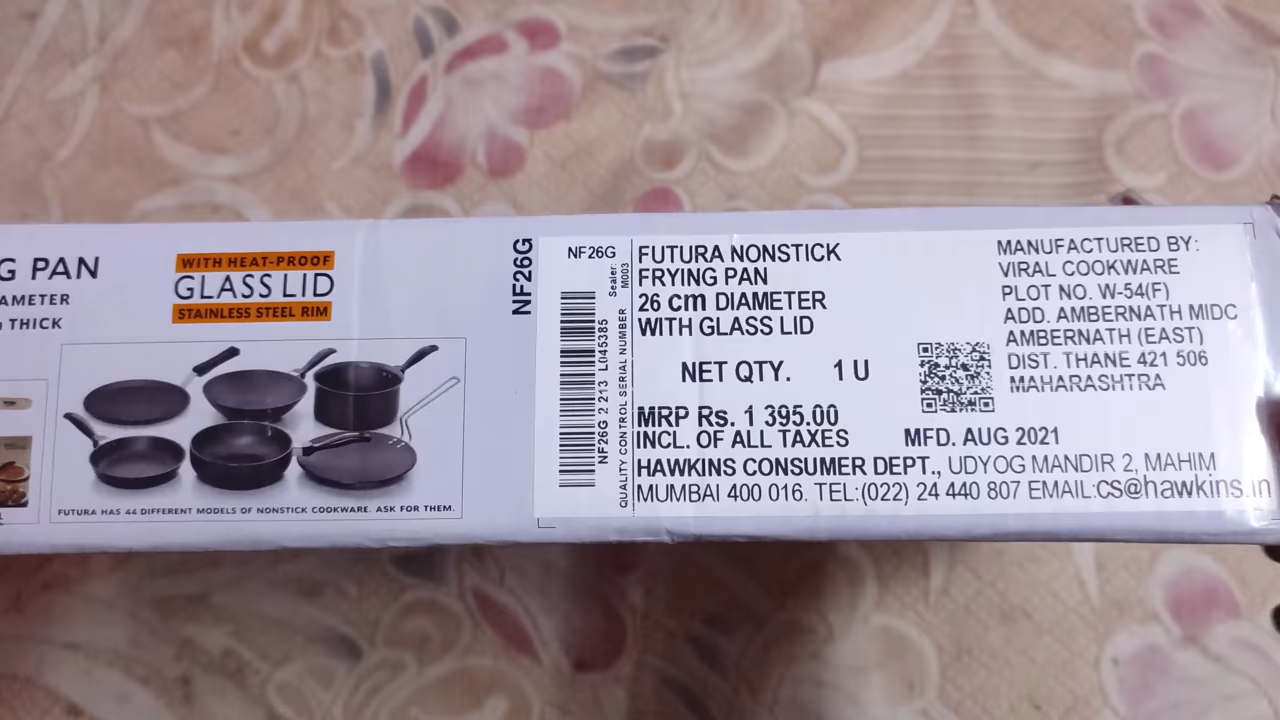 G PAN
AMETER
THICK
WITH HEAT-PROOF
GLASS LID
STAINLESS STEEL RIM
FUTURA HAS 44 DIFFERENT MODELS OF NONSTICK COOKWARE. ASK FOR THEM.
NF26G
NF26G
Sealer:
M003
NF26G 2 213 L045385
QUALITY CONTROL SERIAL NUMBER
FUTURA NONSTICK
FRYING PAN
26 cm DIAMETER
WITH GLASS LID
NET QTY. 1 U
MRP Rs. 1 395.00
INCL. OF ALL TAXES
MANUFACTURED BY:
VIRAL COOKWARE
PLOT NO. W-54(F)
ADD. AMBERNATH MIDC
AMBERNATH (EAST)
DIST. THANE 421 506
MAHARASHTRA
MFD. AUG 2021
HAWKINS CONSUMER DEPT., UDYOG MANDIR 2, MAHIM
MUMBAI 400 016. TEL:(022) 24 440 807 EMAIL:cs@hawkins.in